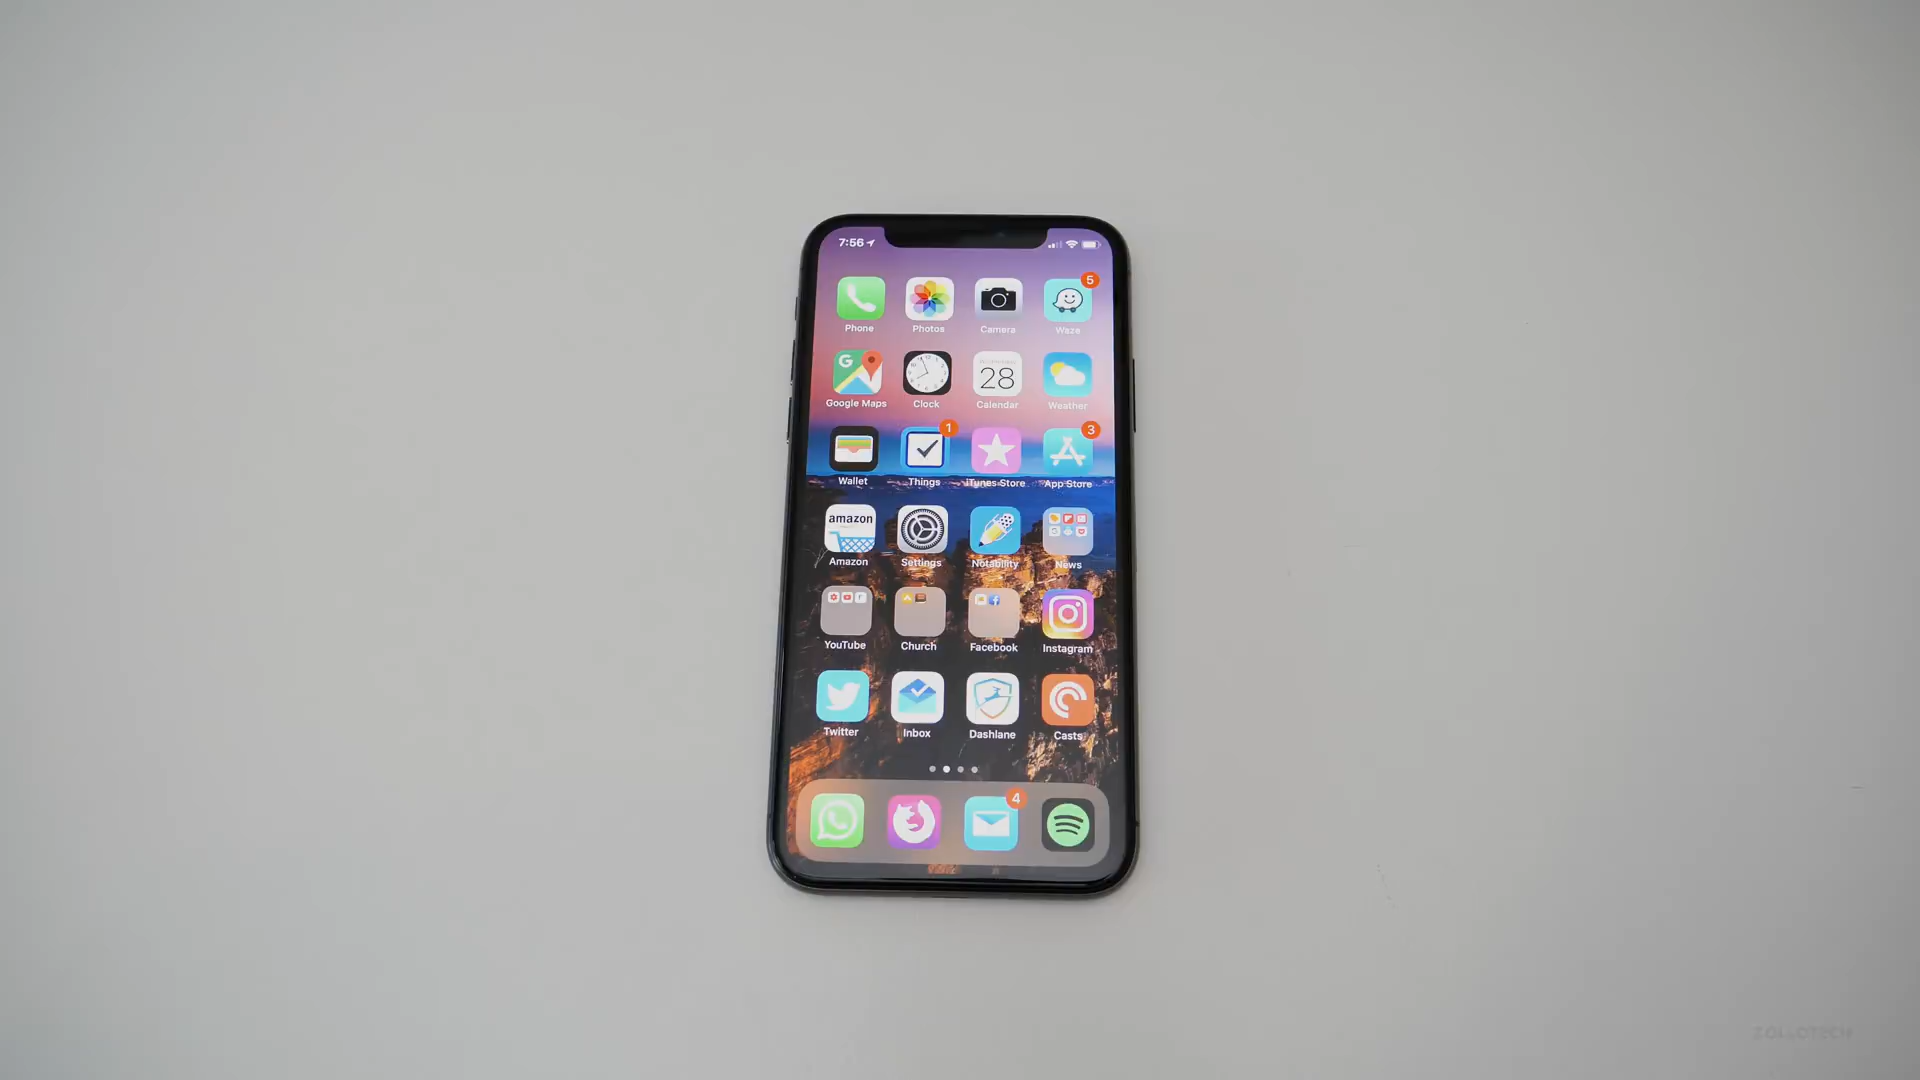 7:56
5
Phone Photos Camera Waze
G
28
Google Maps Clock Calendar Weather
1 3
Wallet Things iTunes Store App Store
amazon
Amazon Settings Notability News
YouTube Church Facebook Instagram
Twitter Inbox Dashlane Casts
4
ZOLLOTECH